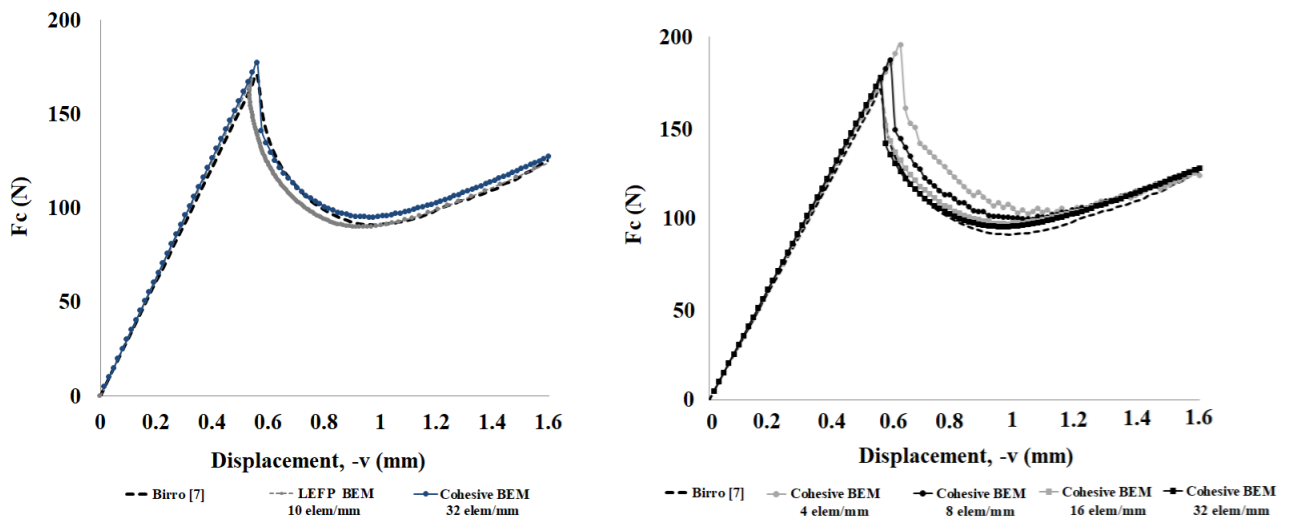 200
150
100
50
0
Fc (N)
0 0.2 0.4 0.6 0.8 1 1.2 1.4 1.6
Displacement, -v (mm)
Birro [7] LEFP BEM Cohesive BEM
10 elem/mm 32 elem/mm
200
150
100
50
0
Fc (N)
0 0.2 0.4 0.6 0.8 1 1.2 1.4 1.6
Displacement, -v (mm)
Birro [7] Cohesive BEM Cohesive BEM Cohesive BEM Cohesive BEM
4 elem/mm 8 elem/mm 16 elem/mm 32 elem/mm